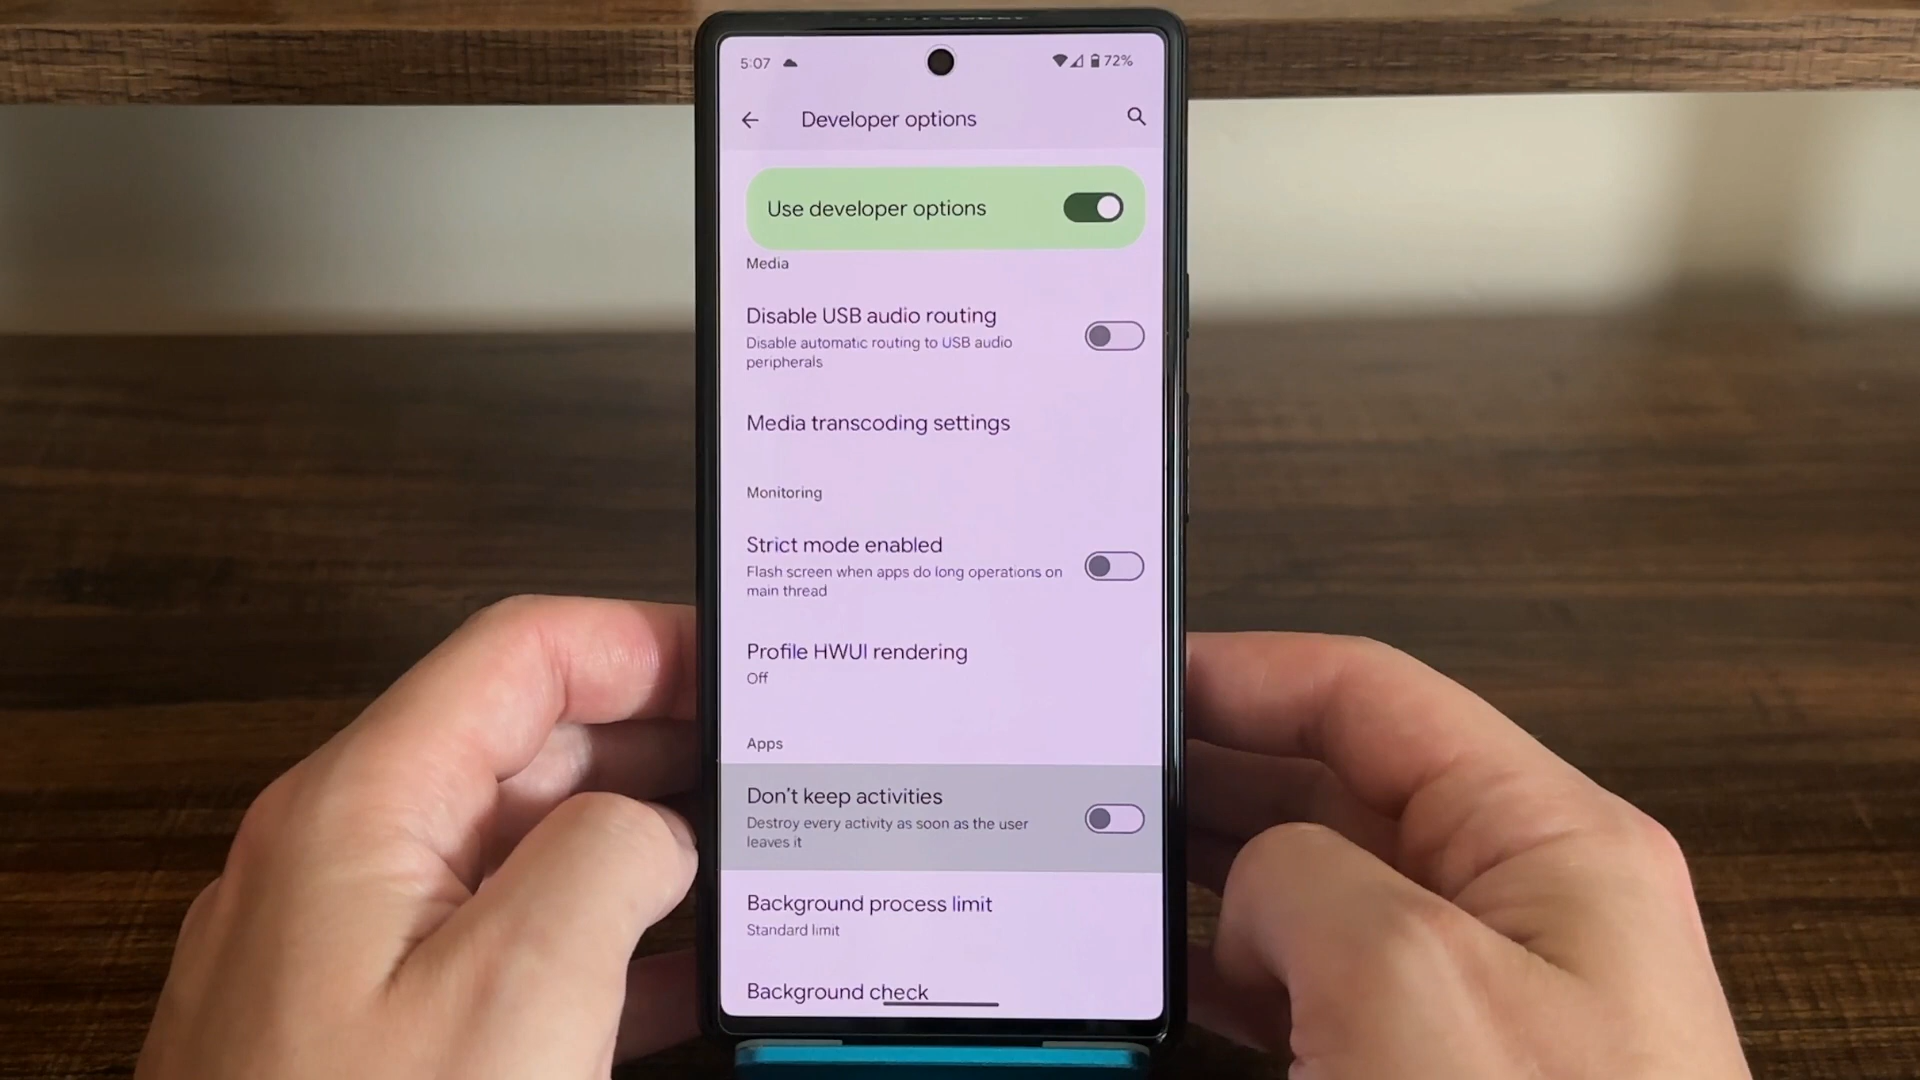 5:07
72%
Developer options
Use developer options
Media
Disable USB audio routing
Disable automatic routing to USB audio
peripherals
Media transcoding settings
Monitoring
Strict mode enabled
Flash screen when apps do long operations on
main thread
Profile HWUI rendering
Off
Apps
Don't keep activities
Destroy every activity as soon as the user
leaves it
Background process limit
Standard limit
Background check